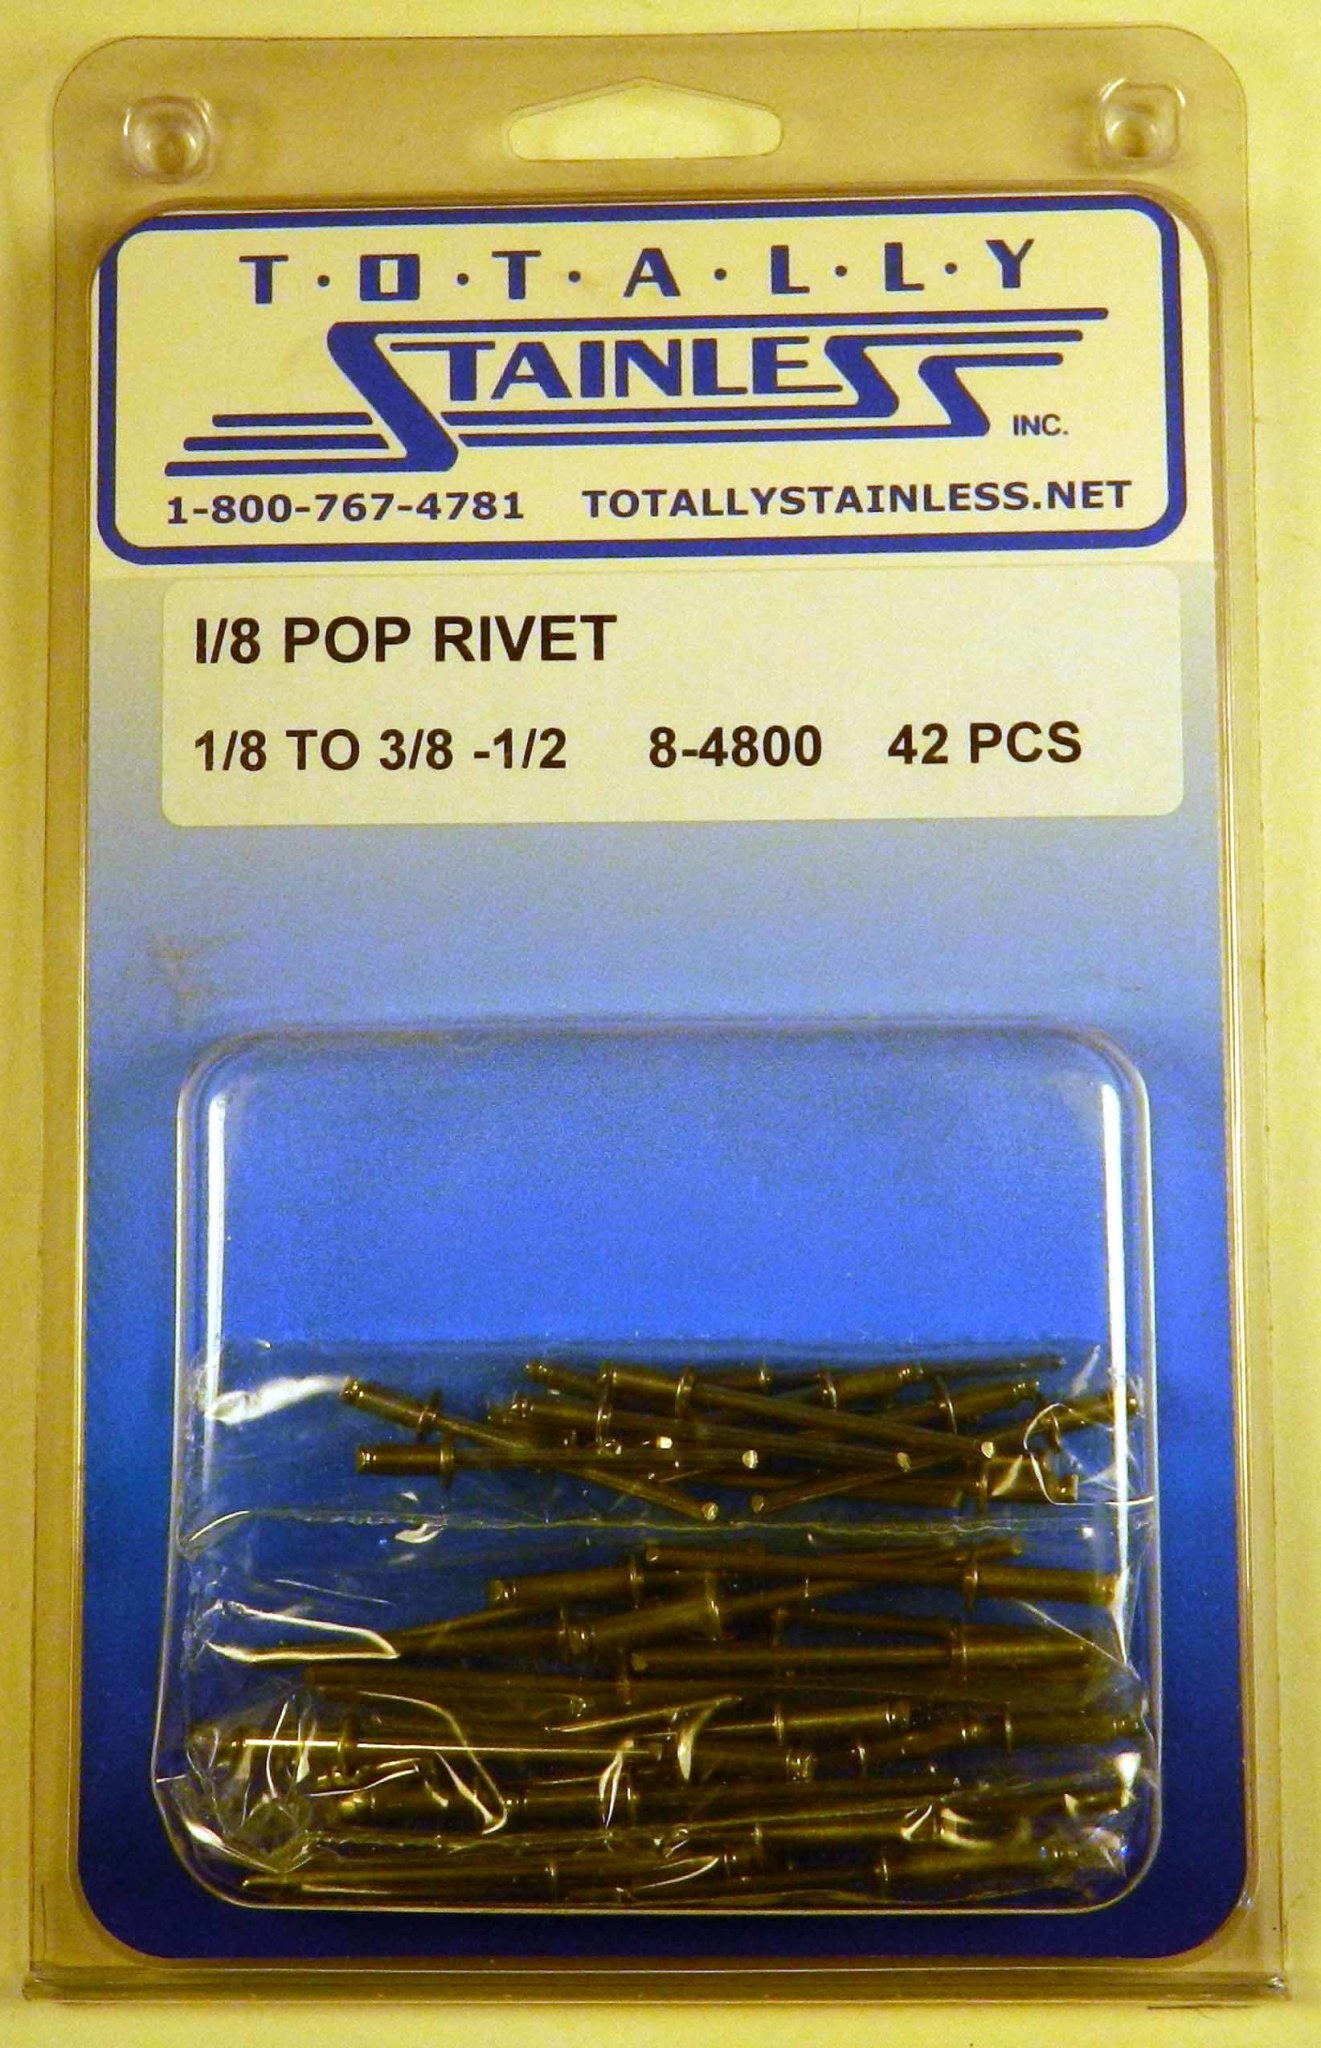 T·O·T·A·L·L·Y
STAINLESS INC.
1-800-767-4781 TOTALLYSTAINLESS.NET
I/8 POP RIVET
1/8 TO 3/8 -1/2 8-4800 42 PCS